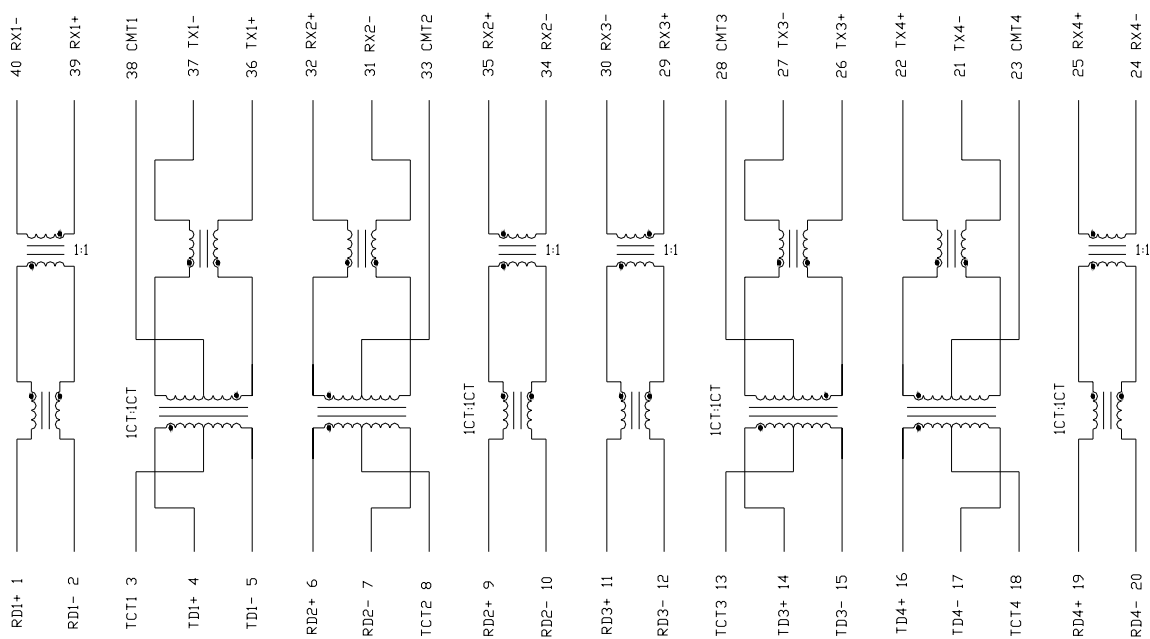 40 RX1-
39 RX1+
38 CMT1
37 TX1-
36 TX1+
32 RX2+
31 RX2-
33 CMT2
35 RX2+
34 RX2-
30 RX3-
29 RX3+
28 CMT3
27 TX3-
26 TX3+
22 TX4+
21 TX4-
23 CMT4
25 RX4+
24 RX4-
1:1
1:1
1:1
1:1
1CT:1CT
1CT:1CT
1CT:1CT
1CT:1CT
RD1+ 1
RD1- 2
TCT1 3
TD1+ 4
TD1- 5
RD2+ 6
RD2- 7
TCT2 8
RD2+ 9
RD2- 10
RD3+ 11
RD3- 12
TCT3 13
TD3+ 14
TD3- 15
TD4+ 16
TD4- 17
TCT4 18
RD4+ 19
RD4- 20